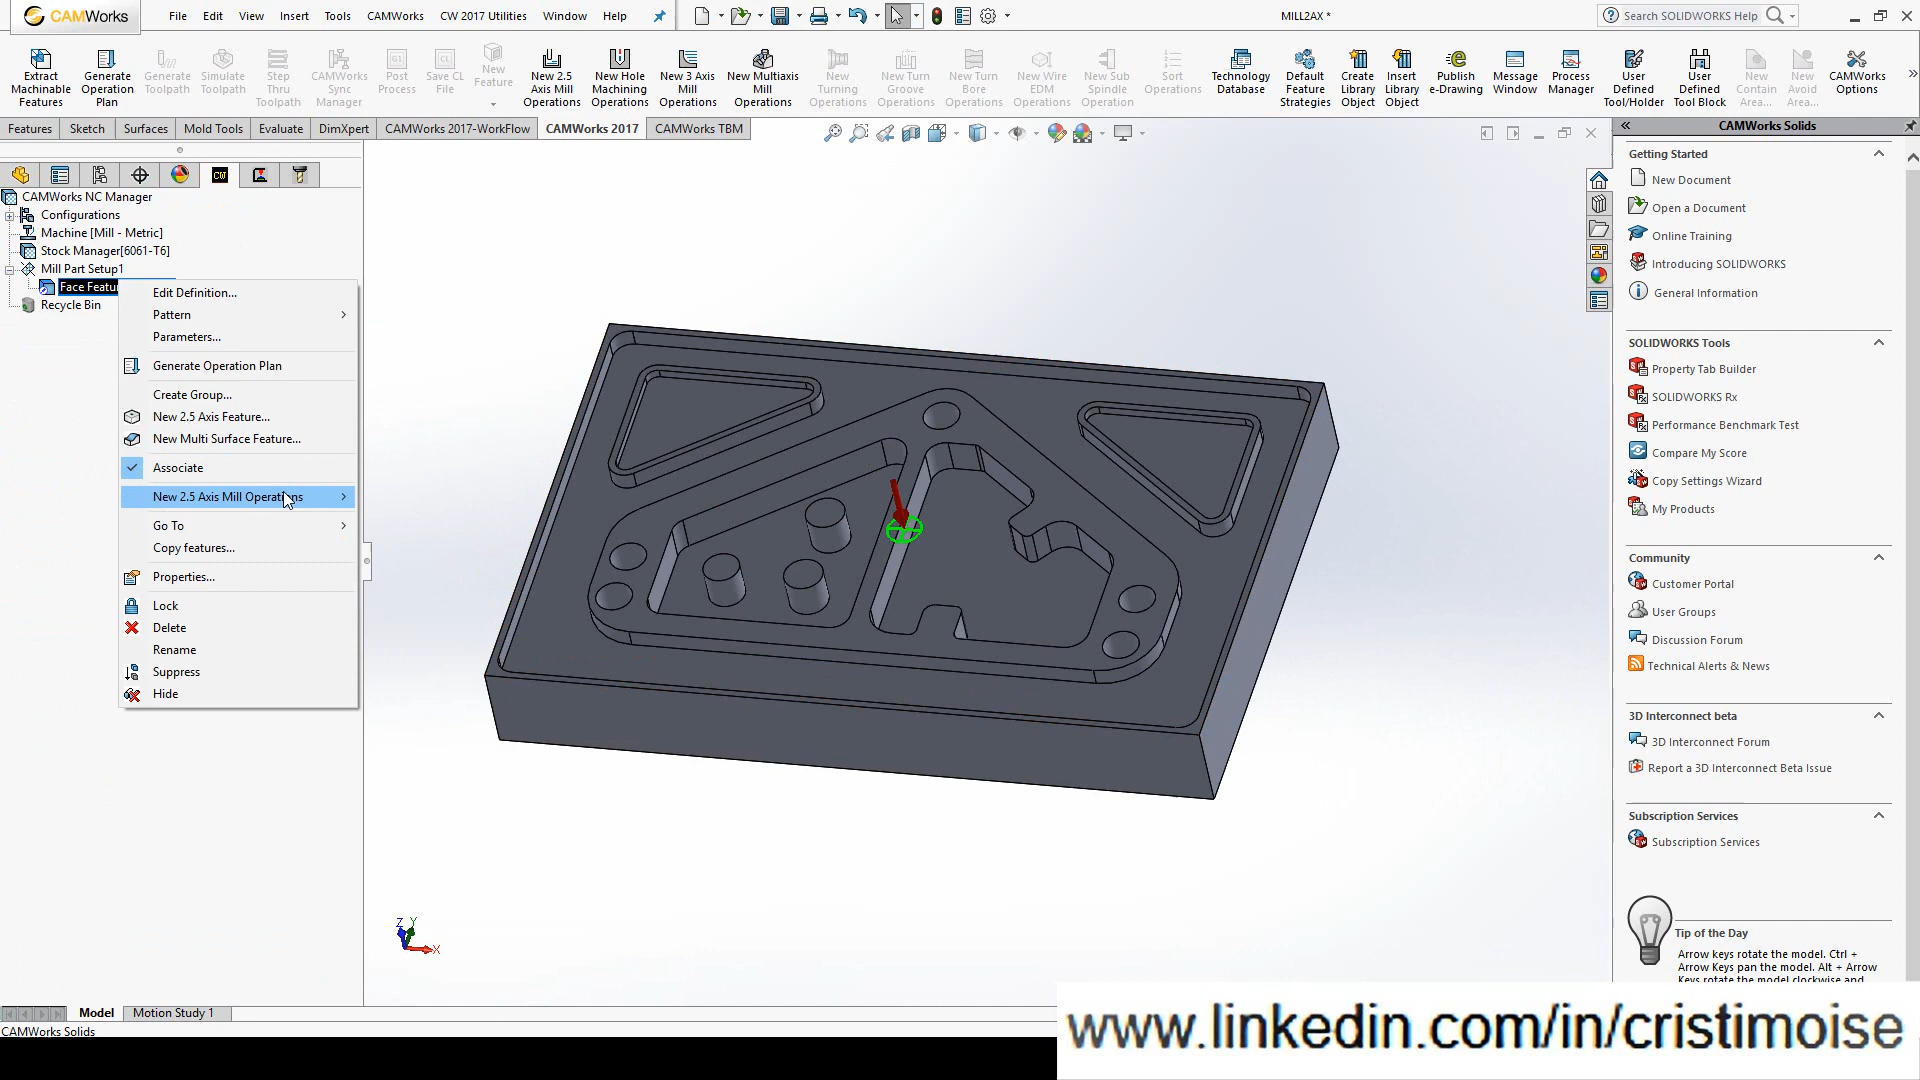 CAMWorks
File Edit View Insert Tools CAMWorks CW 2017 Utilities Window Help
MILL2AX *
Search SOLIDWORKS Help
Extract Machinable Features
Generate Operation Plan
Generate Toolpath
Simulate Toolpath
Step Thru Toolpath
CAMWorks Sync Manager
Post Process
Save CL File
New Feature
New 2.5 Axis Mill Operations
New Hole Machining Operations
New 3 Axis Mill Operations
New Multiaxis Mill Operations
New Turning Operations
New Turn Groove Operations
New Turn Bore Operations
New Wire EDM Operations
New Sub Spindle Operation
Sort Operations
Technology Database
Default Feature Strategies
Create Library Object
Insert Library Object
Publish e-Drawing
Message Window
Process Manager
User Defined Tool/Holder
User Defined Tool Block
New Contain Area...
New Avoid Area...
CAMWorks Options
Features Sketch Surfaces Mold Tools Evaluate DimXpert CAMWorks 2017-WorkFlow CAMWorks 2017 CAMWorks TBM
CAMWorks NC Manager
Configurations
Machine [Mill - Metric]
Stock Manager[6061-T6]
Mill Part Setup1
Face Featu
Recycle Bin
Edit Definition...
Pattern
Parameters...
Generate Operation Plan
Create Group...
New 2.5 Axis Feature...
New Multi Surface Feature...
Associate
New 2.5 Axis Mill Operations
Go To
Copy features...
Properties...
Lock
Delete
Rename
Suppress
Hide
Z Y
X
CAMWorks Solids
Getting Started
New Document
Open a Document
Online Training
Introducing SOLIDWORKS
General Information
SOLIDWORKS Tools
Property Tab Builder
SOLIDWORKS Rx
Performance Benchmark Test
Compare My Score
Copy Settings Wizard
My Products
Community
Customer Portal
User Groups
Discussion Forum
Technical Alerts & News
3D Interconnect beta
3D Interconnect Forum
Report a 3D Interconnect Beta Issue
Subscription Services
Subscription Services
Tip of the Day
Arrow keys rotate the model. Ctrl +
Arrow Keys pan the model. Alt + Arrow
Keys rotate the model clockwise and
Model Motion Study 1
CAMWorks Solids
www.linkedin.com/in/cristimoise